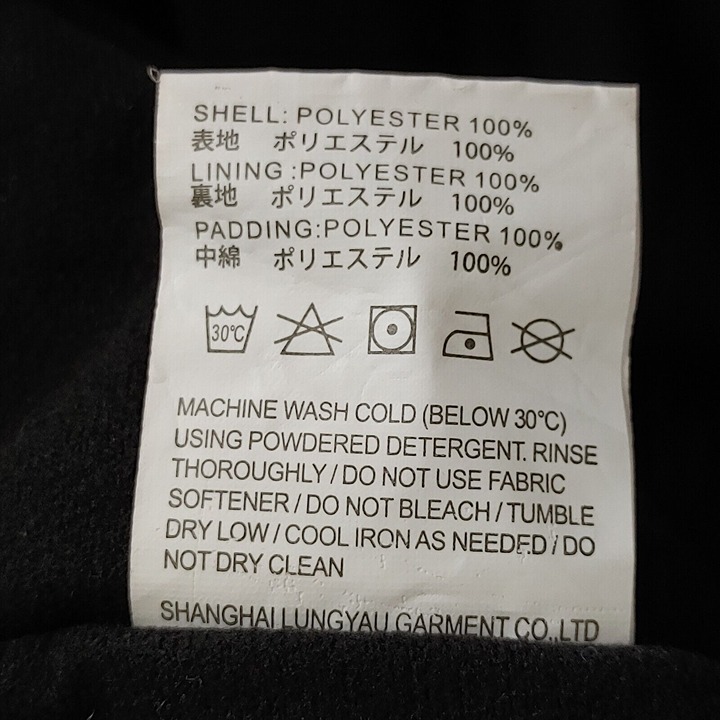 SHELL: POLYESTER 100%
表地 ポリエステル 100%
LINING :POLYESTER 100%
裏地 ポリエステル 100%
PADDING:POLYESTER 100%
中綿 ポリエステル 100%
30℃
MACHINE WASH COLD (BELOW 30℃)
USING POWDERED DETERGENT. RINSE
THOROUGHLY / DO NOT USE FABRIC
SOFTENER / DO NOT BLEACH / TUMBLE
DRY LOW / COOL IRON AS NEEDED / DO
NOT DRY CLEAN
SHANGHAI LUNGYAU GARMENT CO.,LTD